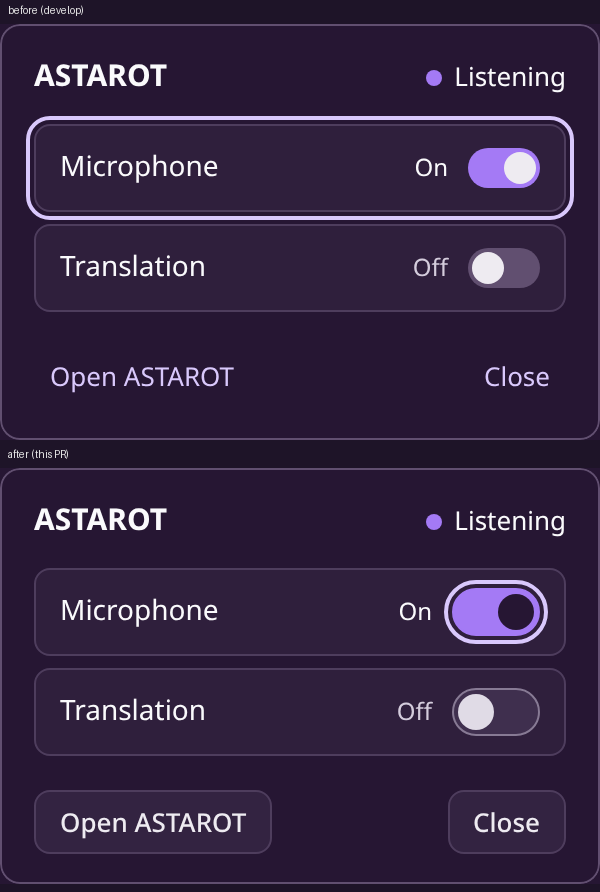 before (develop)
ASTAROT Listening
Microphone On
Translation Off
Open ASTAROT Close
after (this PR)
ASTAROT Listening
Microphone On
Translation Off
Open ASTAROT Close